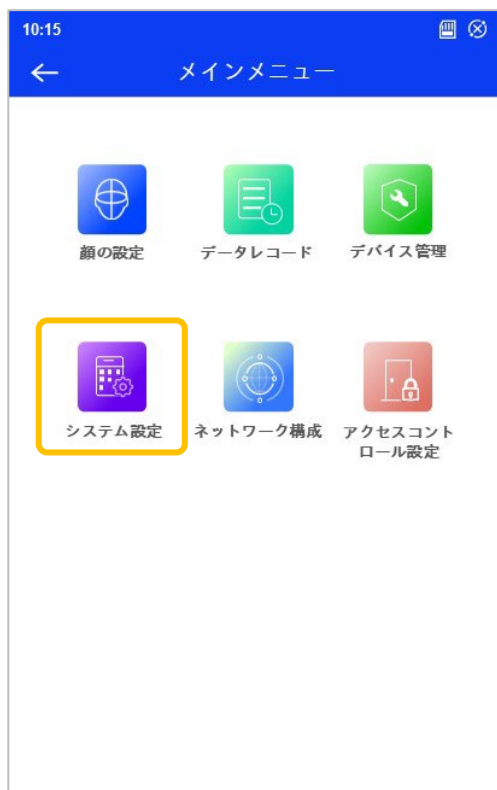 10:15
メインメニュー
顔の設定
データレコード
デバイス管理
システム設定
ネットワーク構成
アクセスコント
ロール設定